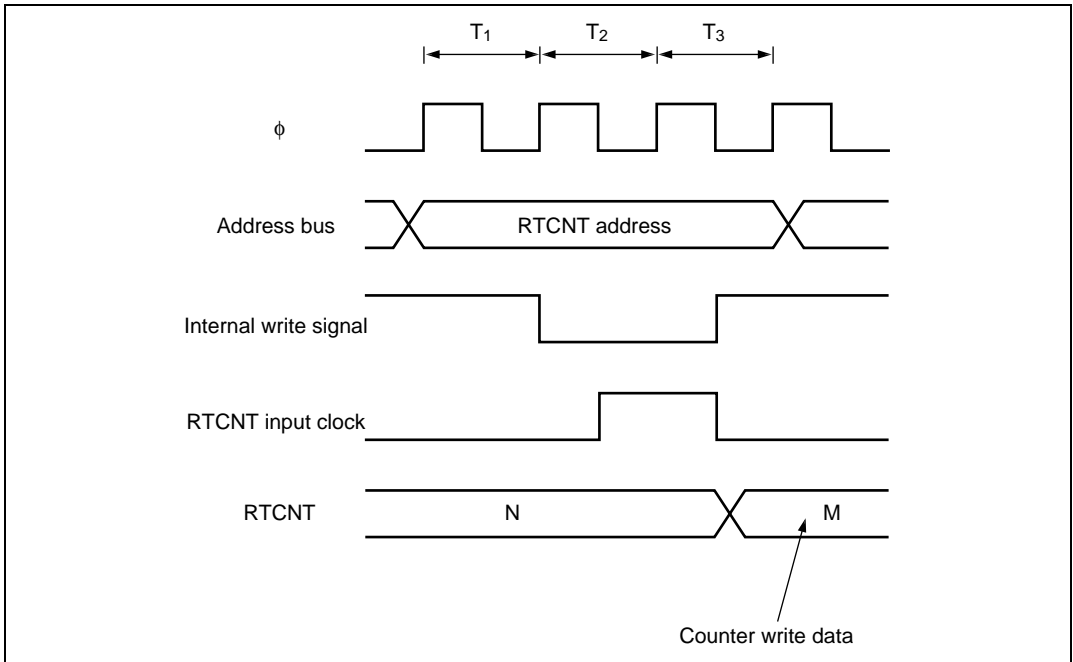 T1 T2 T3
φ
Address bus
RTCNT address
Internal write signal
RTCNT input clock
RTCNT
N
M
Counter write data